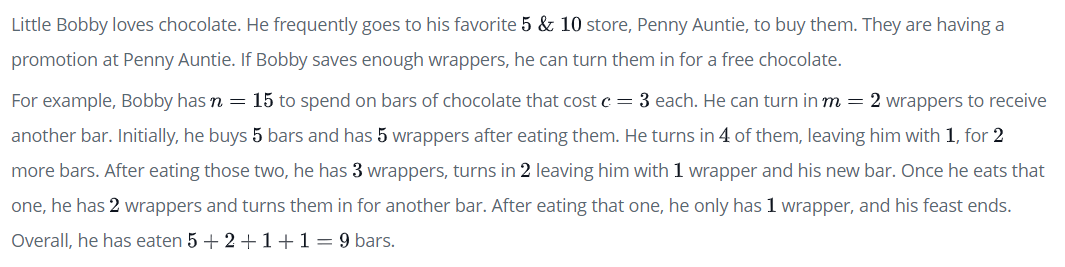 Little Bobby loves chocolate. He frequently goes to his favorite 5 & 10 store, Penny Auntie, to buy them. They are having a
promotion at Penny Auntie. If Bobby saves enough wrappers, he can turn them in for a free chocolate.
For example, Bobby has n = 15 to spend on bars of chocolate that cost c = 3 each. He can turn in m = 2 wrappers to receive
another bar. Initially, he buys 5 bars and has 5 wrappers after eating them. He turns in 4 of them, leaving him with 1, for 2
more bars. After eating those two, he has 3 wrappers, turns in 2 leaving him with 1 wrapper and his new bar. Once he eats that
one, he has 2 wrappers and turns them in for another bar. After eating that one, he only has 1 wrapper, and his feast ends.
Overall, he has eaten 5 + 2 + 1 + 1 = 9 bars.